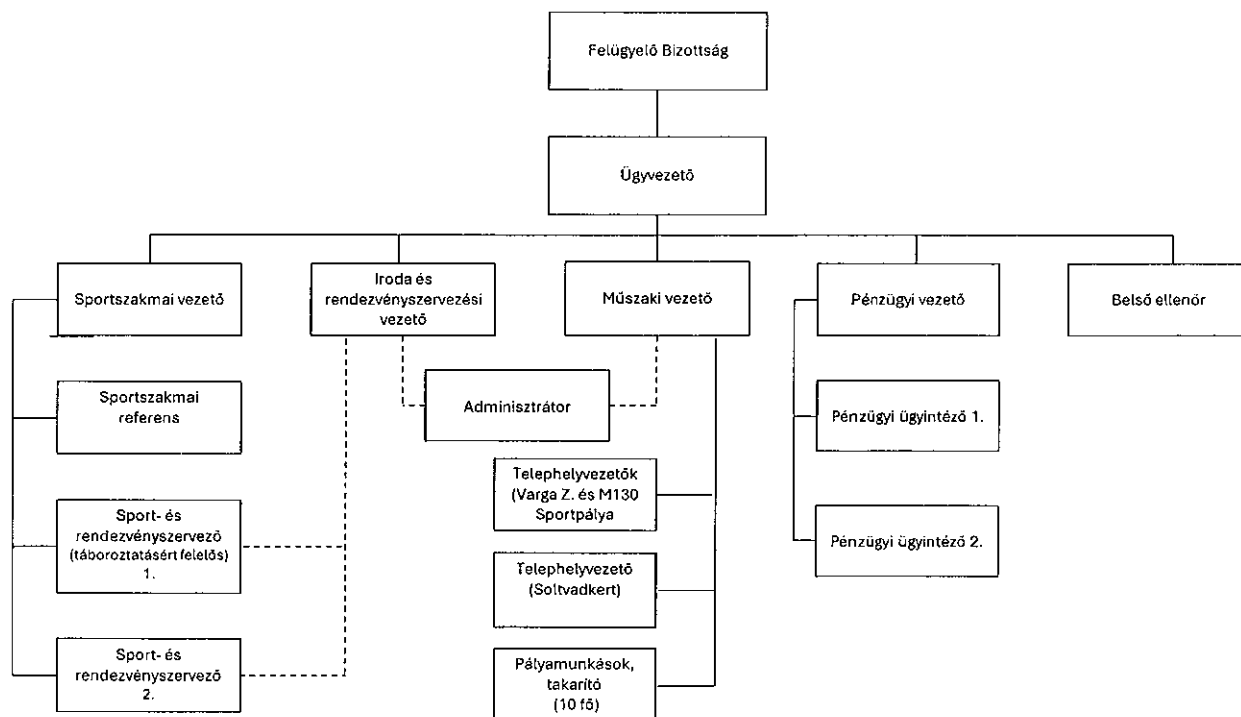 Felügyelő Bizottság
Ügyvezető
Sportszakmai vezető
Iroda és
rendezvényszervezési
vezető
Műszaki vezető
Pénzügyi vezető
Belső ellenőr
Sportszakmai
referens
Adminisztrátor
Pénzügyi ügyintéző 1.
Telephelyvezetők
(Varga Z. és M130
Sportpálya
Sport- és
rendezvényszervező
(táboroztatásért felelős)
1.
Pénzügyi ügyintéző 2.
Telephelyvezető
(Soltvadkert)
Sport- és
rendezvényszervező
2.
Pályamunkások,
takarító
(10 fő)